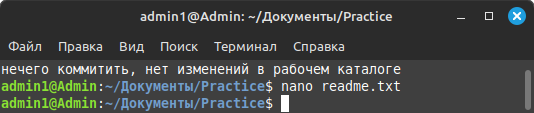 admin1@Admin: ~/Документы/Practice
Файл Правка Вид Поиск Терминал Справка
нечего коммитить, нет изменений в рабочем каталоге
admin1@Admin:~/Документы/Practice$ nano readme.txt
admin1@Admin:~/Документы/Practice$